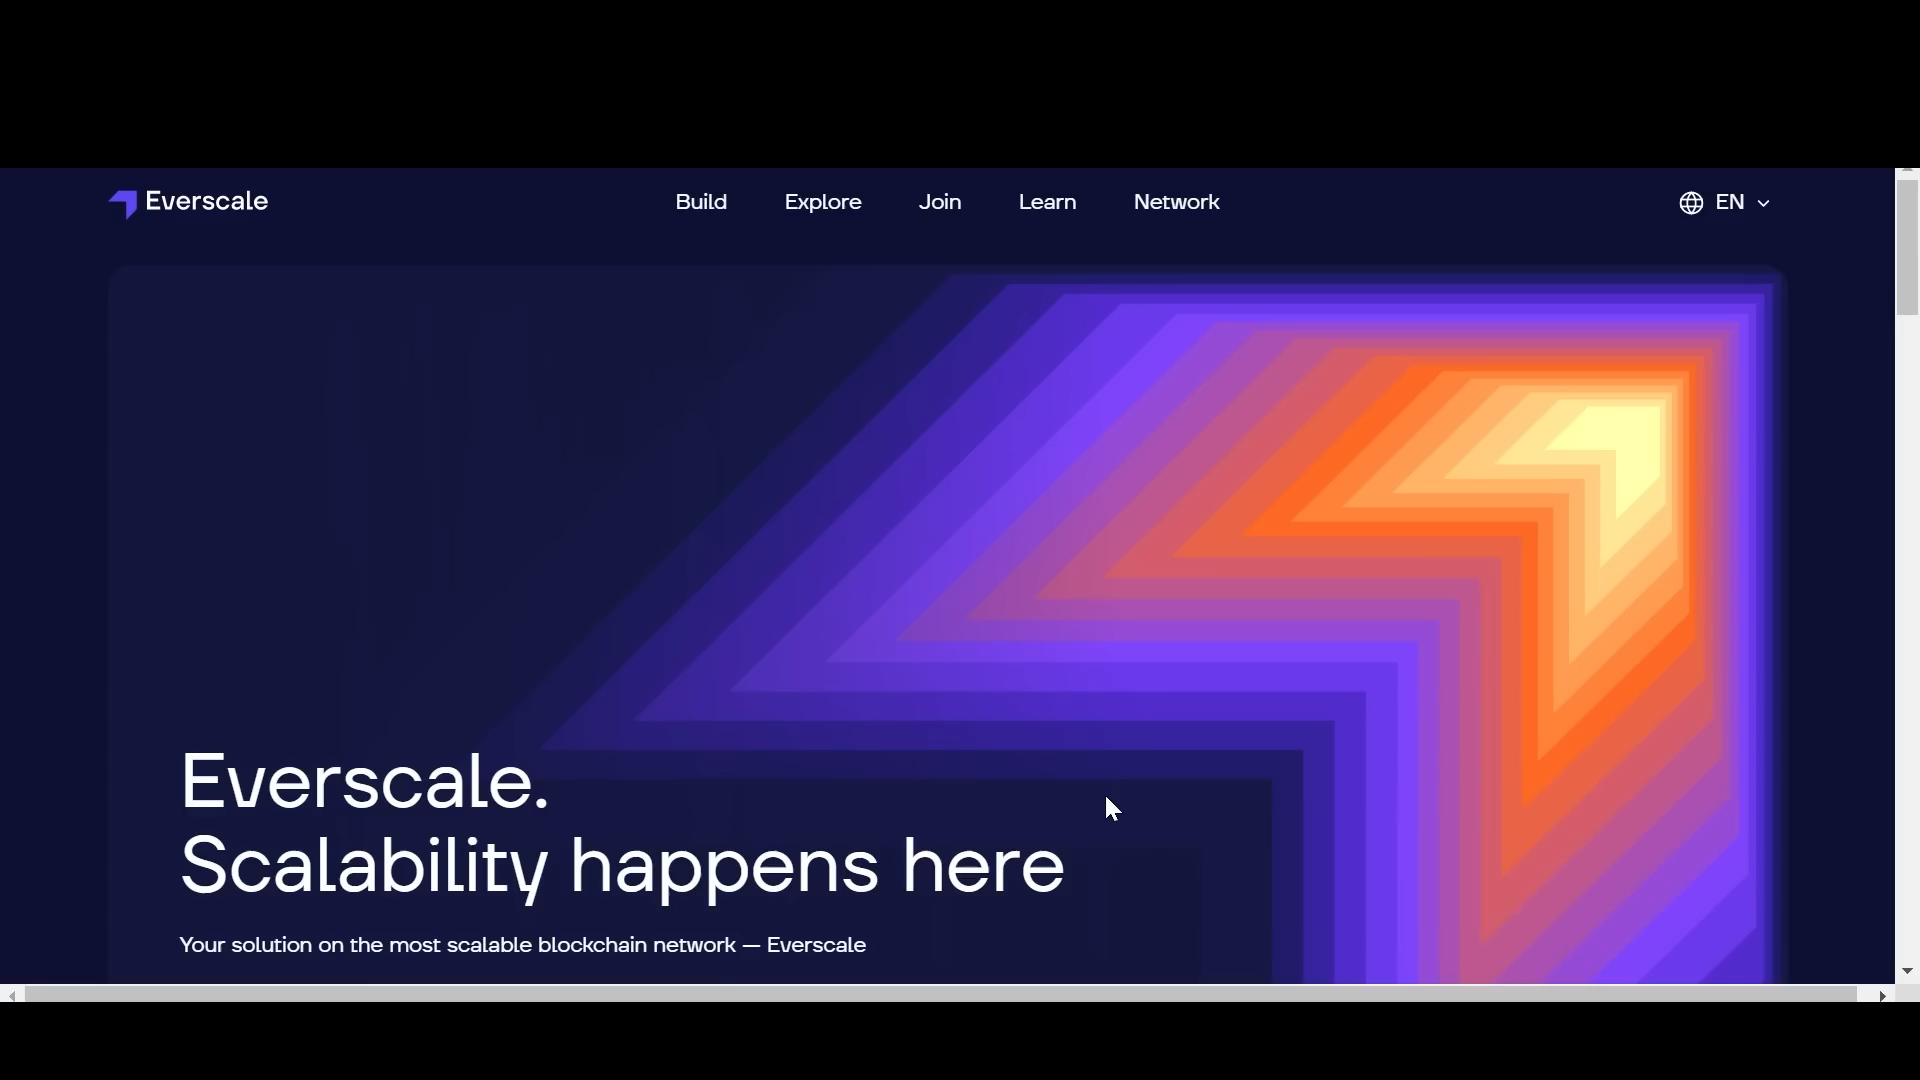 Everscale
Build Explore Join Learn Network
EN
Everscale.
Scalability happens here
Your solution on the most scalable blockchain network — Everscale